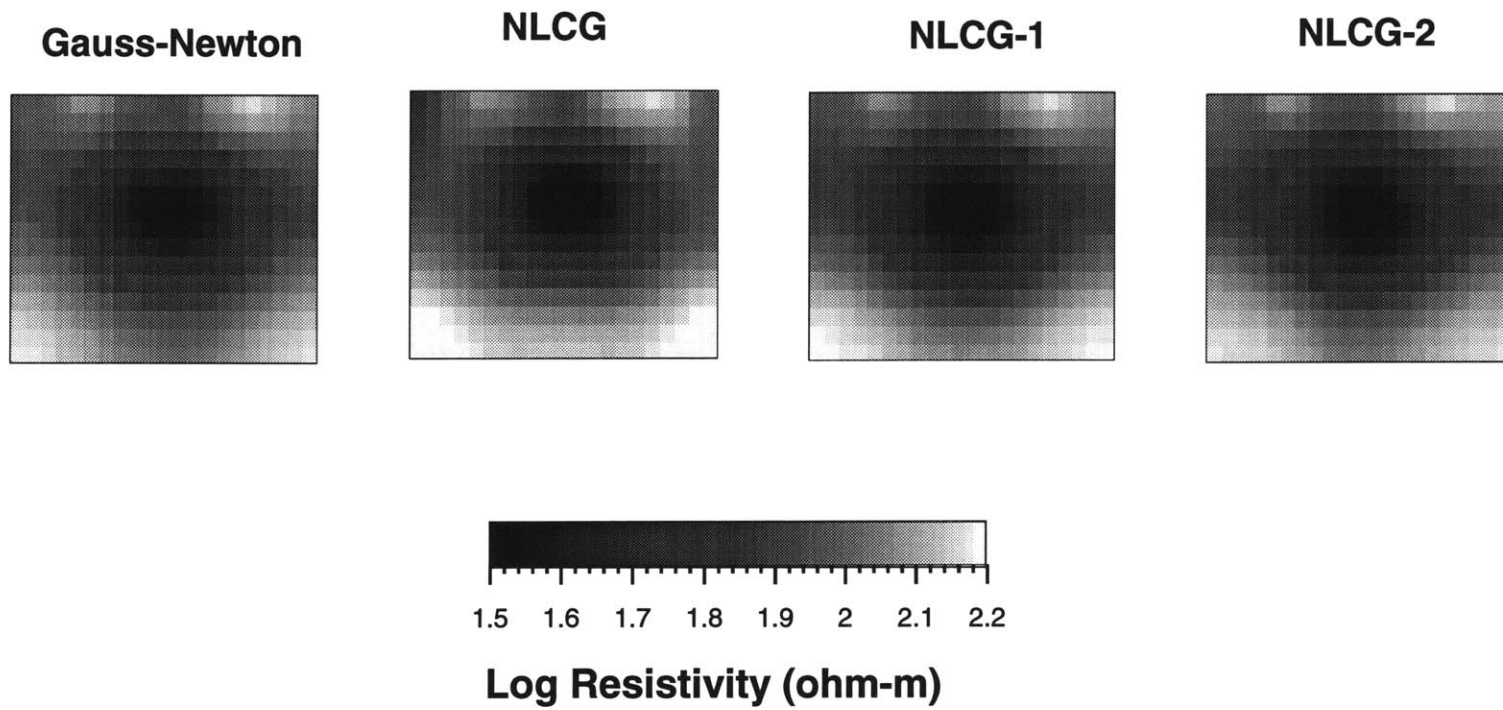 Gauss-Newton
NLCG
NLCG-1
NLCG-2
1.5 1.6 1.7 1.8 1.9 2 2.1 2.2
Log Resistivity (ohm-m)